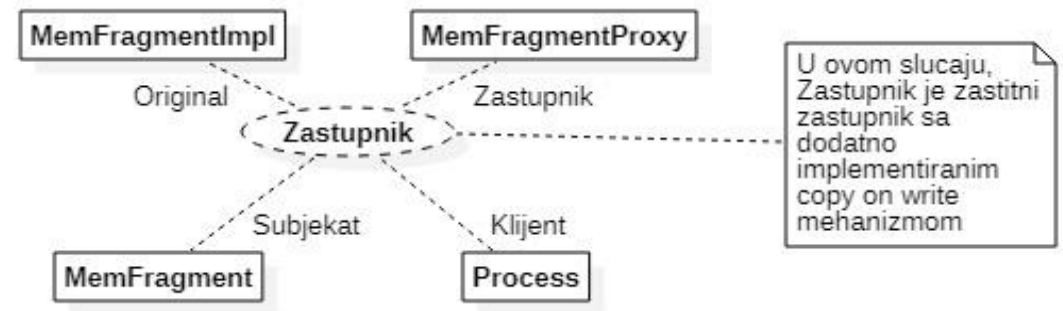 MemFragmentImpl
MemFragmentProxy
Original
Zastupnik
Zastupnik
Subjekat
Klijent
MemFragment
Process
U ovom slucaju,
Zastupnik je zastitni
zastupnik sa
dodatno
implementiranim
copy on write
mehanizmom